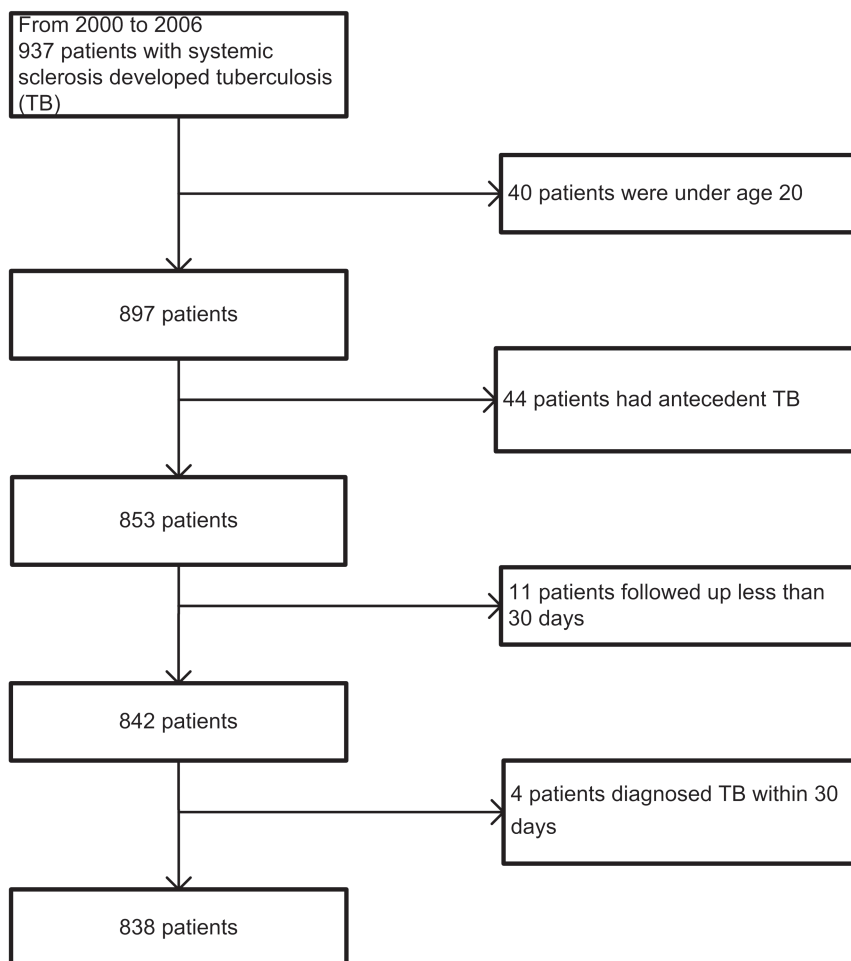 From 2000 to 2006
937 patients with systemic
sclerosis developed tuberculosis
(TB)
40 patients were under age 20
897 patients
44 patients had antecedent TB
853 patients
11 patients followed up less than
30 days
842 patients
4 patients diagnosed TB within 30
days
838 patients